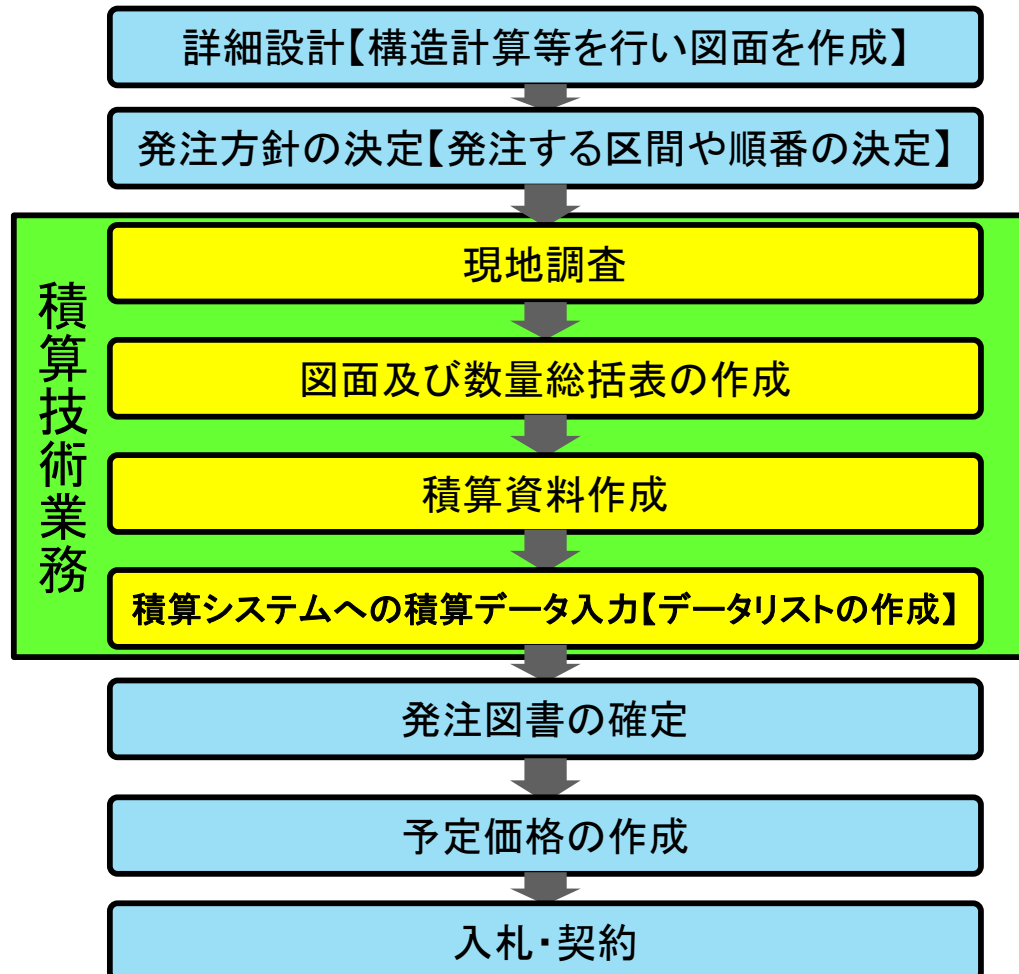 詳細設計【構造計算等を行い図面を作成】
発注方針の決定【発注する区間や順番の決定】
積算技術業務
現地調査
図面及び数量総括表の作成
積算資料作成
積算システムへの積算データ入力【データリストの作成】
発注図書の確定
予定価格の作成
入札・契約